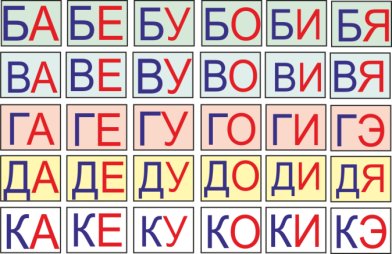 БА БЕ БУ БО БИ БЯ
ВА ВЕ ВУ ВО ВИ ВЯ
ГА ГЕ ГУ ГО ГИ ГЭ
ДА ДЕ ДУ ДО ДИ ДЯ
КА КЕ КУ КО КИ КЭ